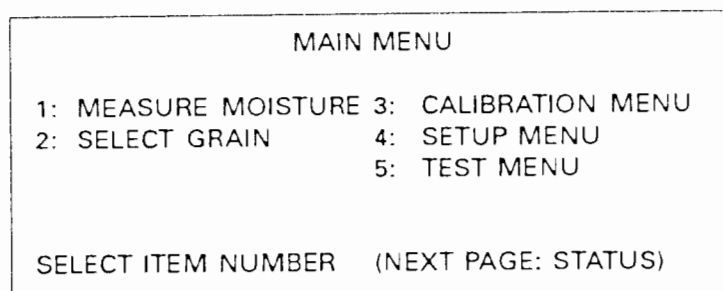 MAIN MENU
1: MEASURE MOISTURE 3: CALIBRATION MENU
2: SELECT GRAIN 4: SETUP MENU
5: TEST MENU
SELECT ITEM NUMBER (NEXT PAGE: STATUS)